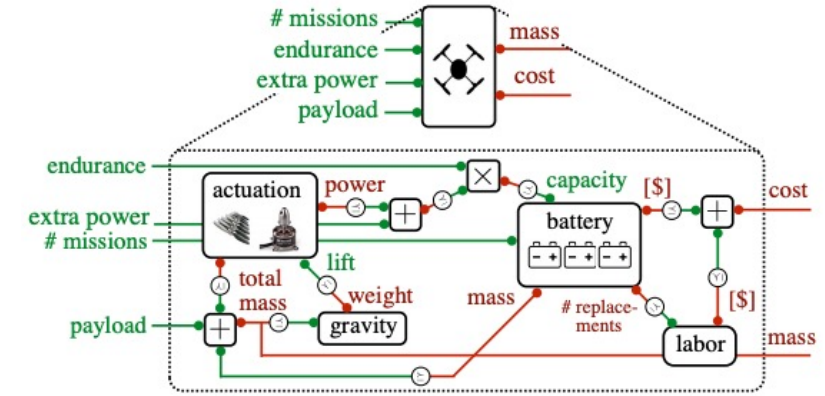 # missions
endurance
extra power
payload
mass
cost
endurance
extra power
# missions
payload
actuation
power
+
×
capacity
[$]
+
cost
battery
- + - + - +
lift
total
mass
weight
+
gravity
mass
# replace-
ments
[$]
labor
mass